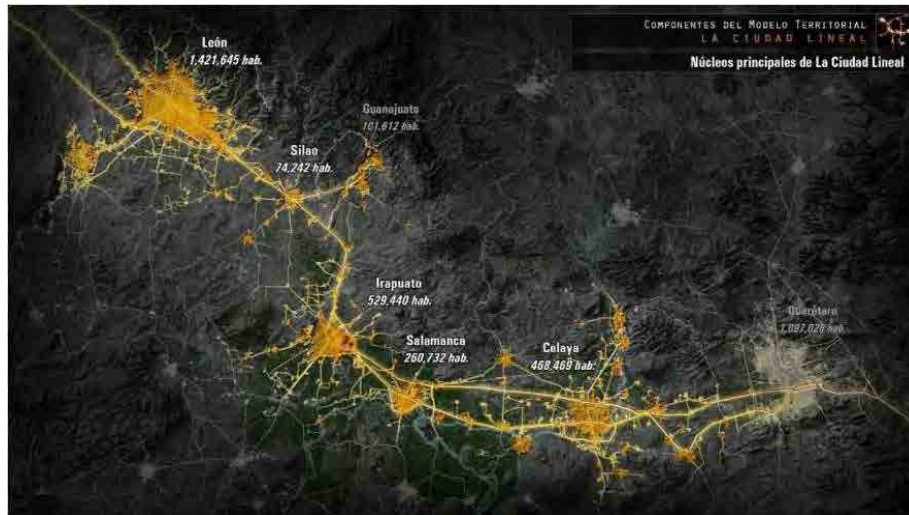 COMPONENTES DEL MODELO TERRITORIAL
LA CIUDAD LINEAL
Núcleos principales de La Ciudad Lineal
León
1,421,645 hab.
Guanajuato
101,612 hab.
Silao
74,242 hab.
Irapuato
529,440 hab.
Salamanca
260,732 hab.
Celaya
468,469 hab.
Querétaro
1,097,028 hab.